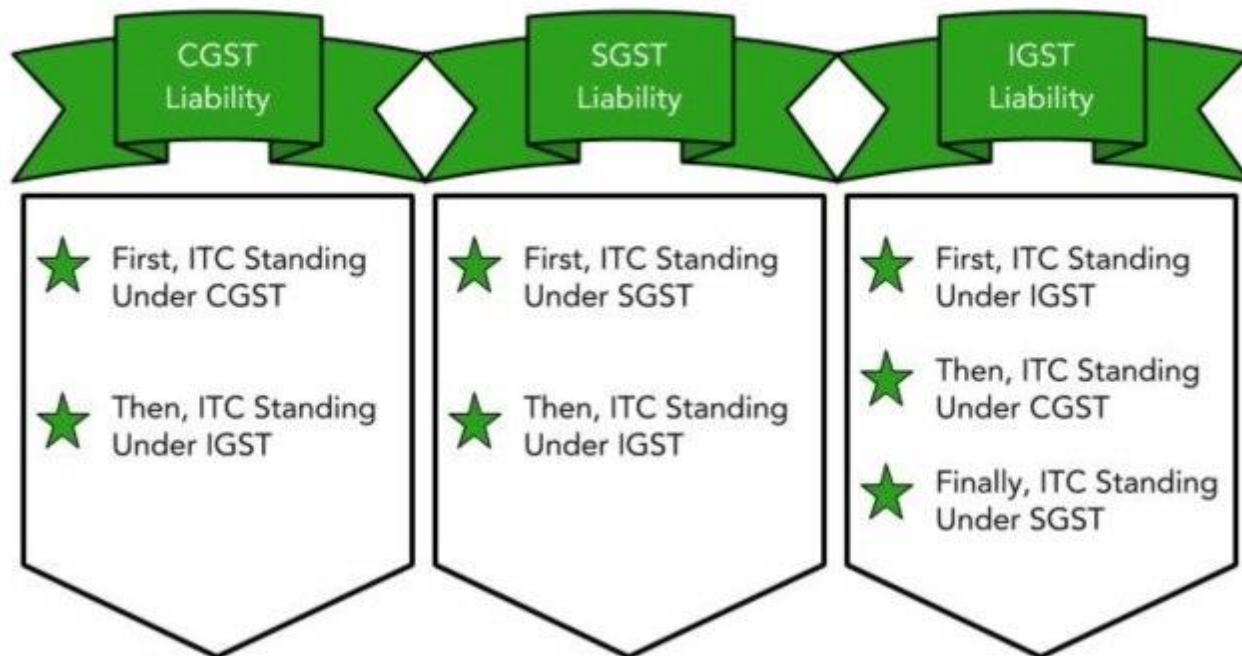 CGST
Liability
First, ITC Standing
Under CGST
Then, ITC Standing
Under IGST
SGST
Liability
First, ITC Standing
Under SGST
Then, ITC Standing
Under IGST
IGST
Liability
First, ITC Standing
Under IGST
Then, ITC Standing
Under CGST
Finally, ITC Standing
Under SGST